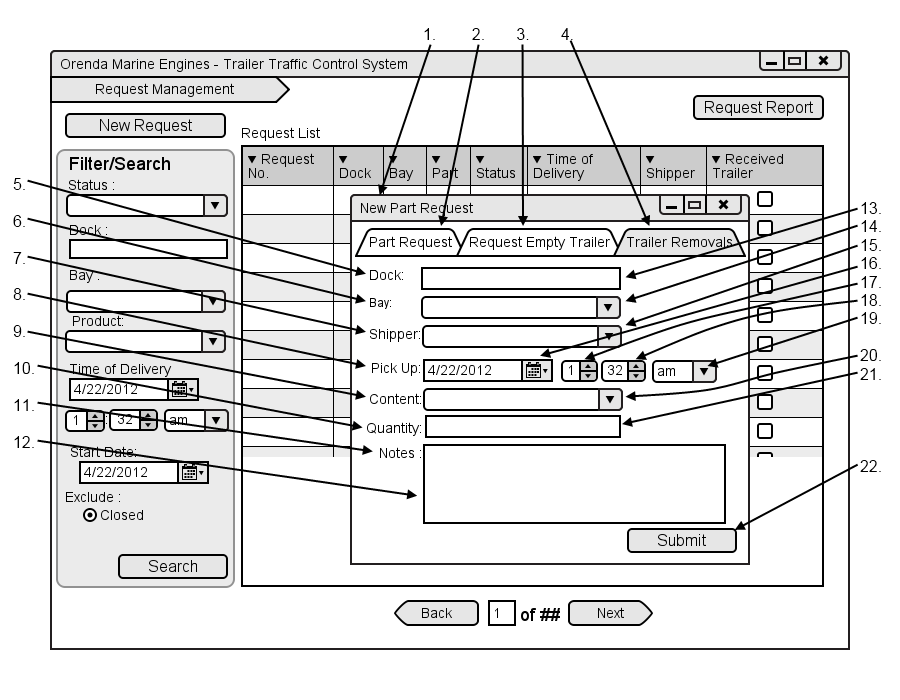 1.
2.
3.
4.
Orenda Marine Engines - Trailer Traffic Control System
Request Management
Request Report
New Request
Request List
Filter/Search
Status :
Dock :
Bay :
Product:
Time of Delivery
4/22/2012
1 : 32 am
Start Date:
4/22/2012
Exclude :
Closed
Search
Request No.
Dock
Bay
Part
Status
Time of Delivery
Shipper
Received Trailer
New Part Request
Part Request
Request Empty Trailer
Trailer Removals
Dock:
Bay:
Shipper:
Pick Up: 4/22/2012 1 32 am
Content:
Quantity:
Notes :
Submit
Back
1 of ##
Next
5.
6.
7.
8.
9.
10.
11.
12.
13.
14.
15.
16.
17.
18.
19.
20.
21.
22.